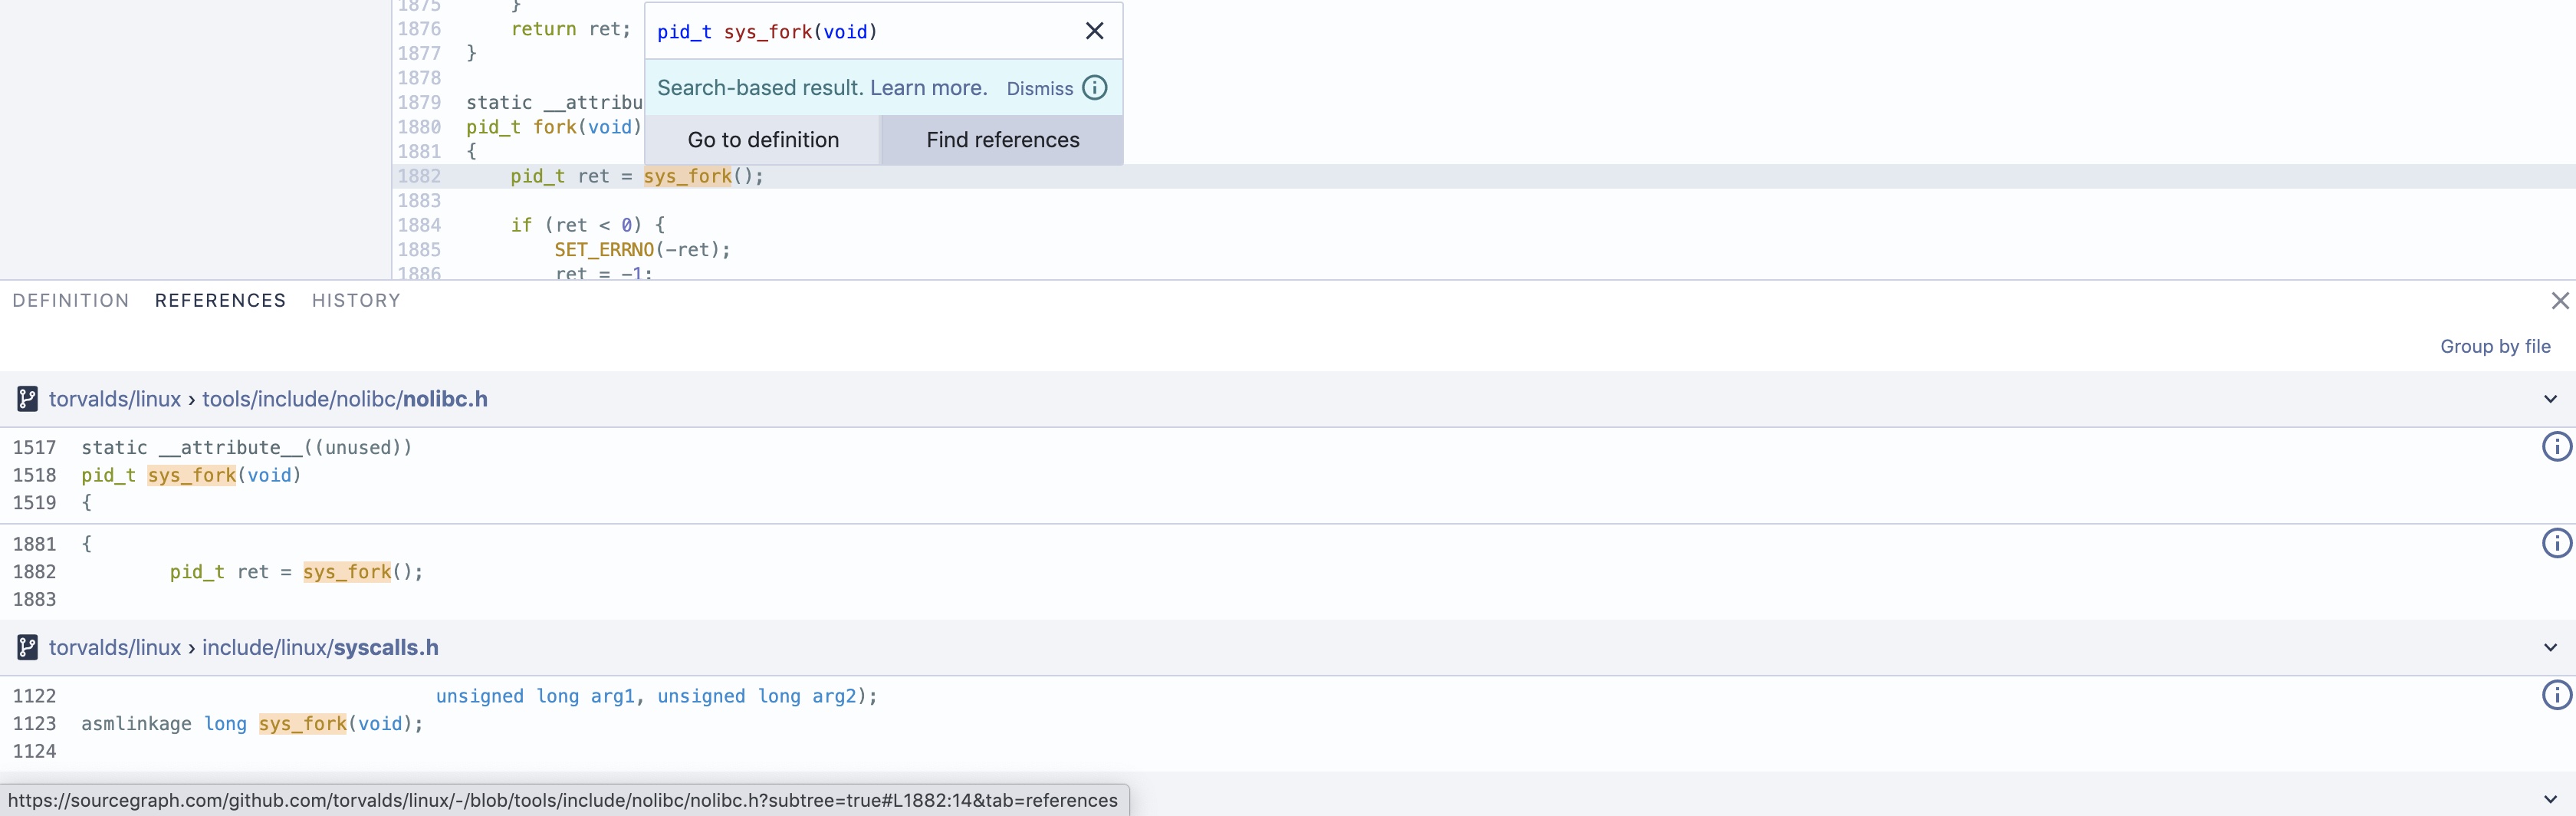 1875 }
1876 return ret;
1877 }
1878
1879 static __attribu
1880 pid_t fork(void)
1881 {
1882 pid_t ret = sys_fork();
1883
1884 if (ret < 0) {
1885 SET_ERRNO(-ret);
1886 ret = -1;
pid_t sys_fork(void)
Search-based result. Learn more. Dismiss
Go to definition Find references
DEFINITION REFERENCES HISTORY
Group by file
torvalds/linux › tools/include/nolibc/nolibc.h
1517 static __attribute__((unused))
1518 pid_t sys_fork(void)
1519 {
1881 {
1882 pid_t ret = sys_fork();
1883
torvalds/linux › include/linux/syscalls.h
1122 unsigned long arg1, unsigned long arg2);
1123 asmlinkage long sys_fork(void);
1124
https://sourcegraph.com/github.com/torvalds/linux/-/blob/tools/include/nolibc/nolibc.h?subtree=true#L1882:14&tab=references